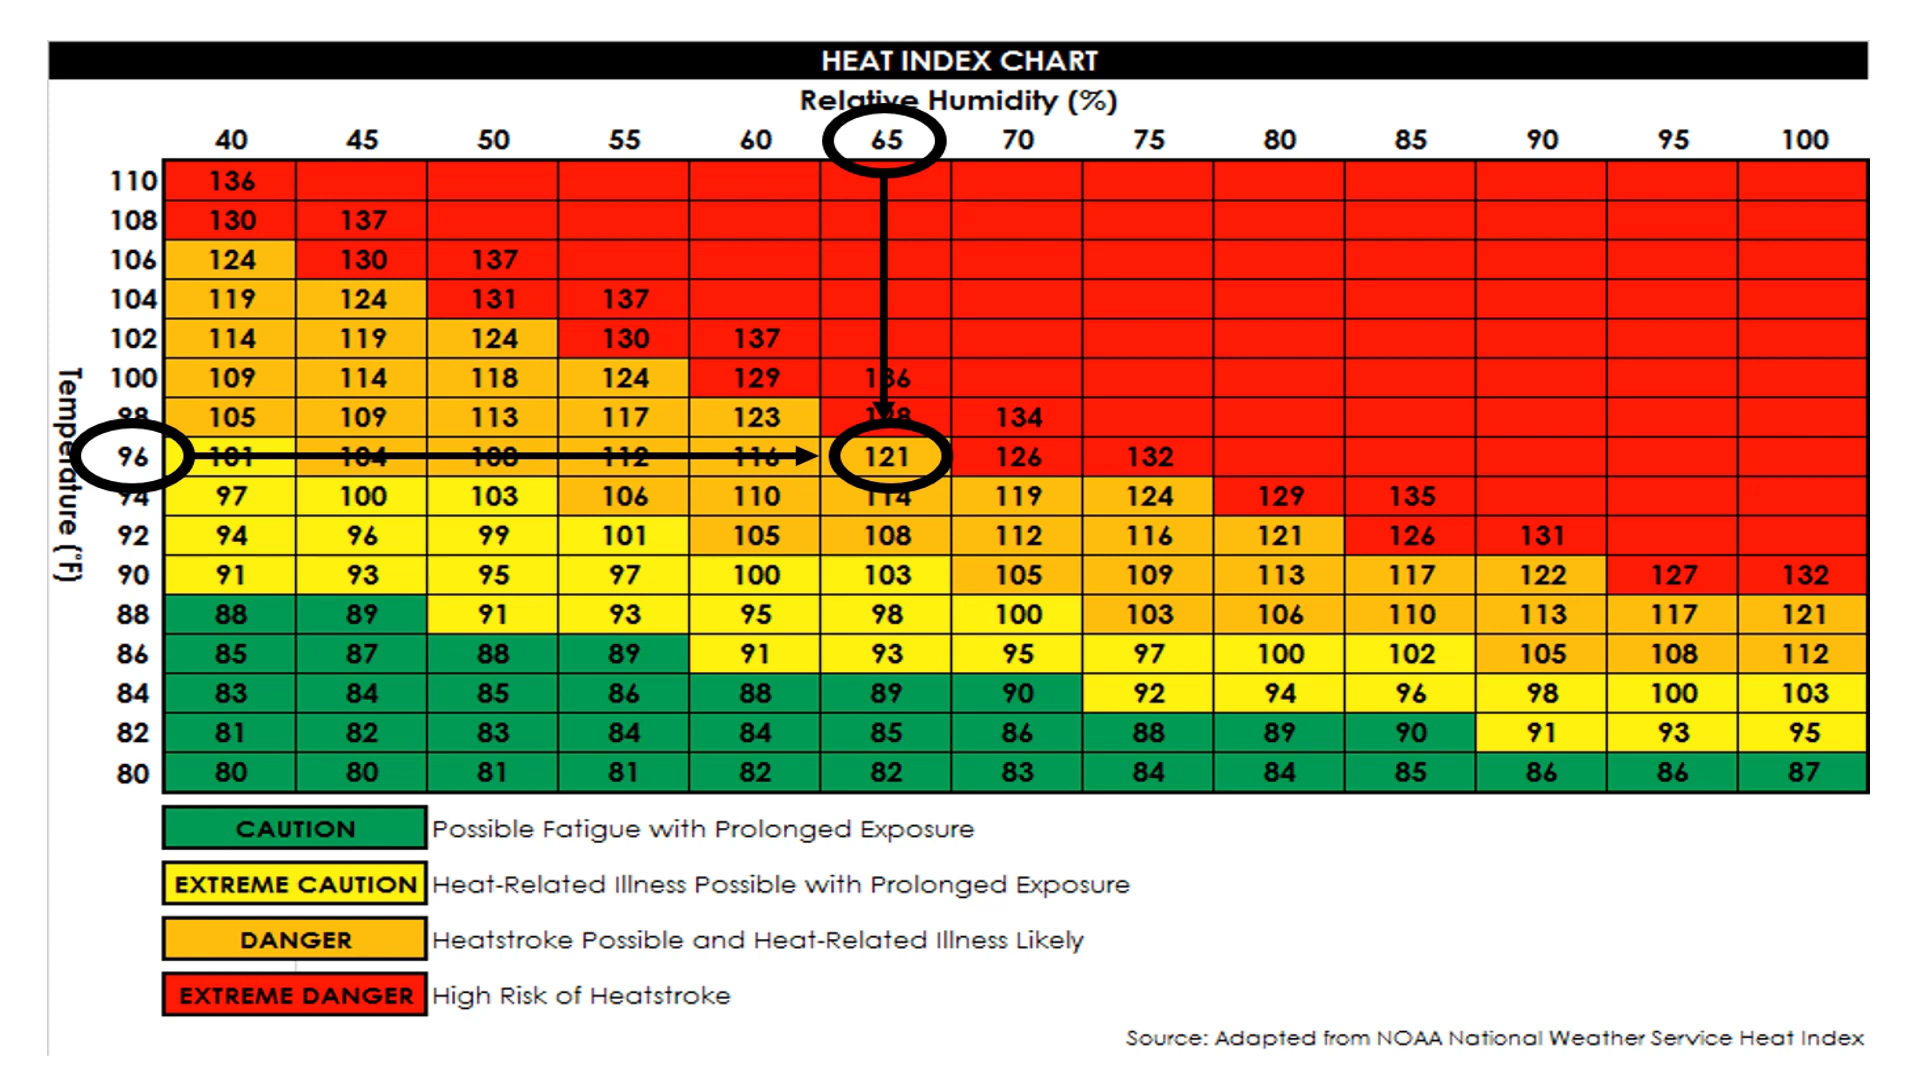 HEAT INDEX CHART
Relative Humidity (%)
40 45 50 55 60 65 70 75 80 85 90 95 100
Temperature (°F)
110 136
108 130 137
106 124 130 137
104 119 124 131 137
102 114 119 124 130 137
100 109 114 118 124 129 136
98 105 109 113 117 123 128 134
96 101 104 108 112 116 121 126 132
94 97 100 103 106 110 114 119 124 129 135
92 94 96 99 101 105 108 112 116 121 126 131
90 91 93 95 97 100 103 105 109 113 117 122 127 132
88 88 89 91 93 95 98 100 103 106 110 113 117 121
86 85 87 88 89 91 93 95 97 100 102 105 108 112
84 83 84 85 86 88 89 90 92 94 96 98 100 103
82 81 82 83 84 84 85 86 88 89 90 91 93 95
80 80 80 81 81 82 82 83 84 84 85 86 86 87
CAUTION Possible Fatigue with Prolonged Exposure
EXTREME CAUTION Heat-Related Illness Possible with Prolonged Exposure
DANGER Heatstroke Possible and Heat-Related Illness Likely
EXTREME DANGER High Risk of Heatstroke
Source: Adapted from NOAA National Weather Service Heat Index